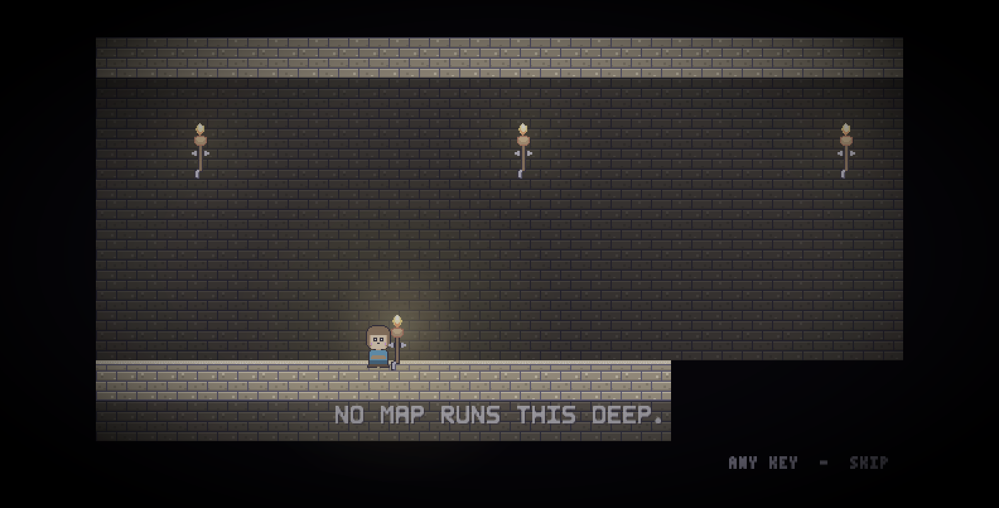 NO MAP RUNS THIS DEEP.
ANY KEY - SKIP